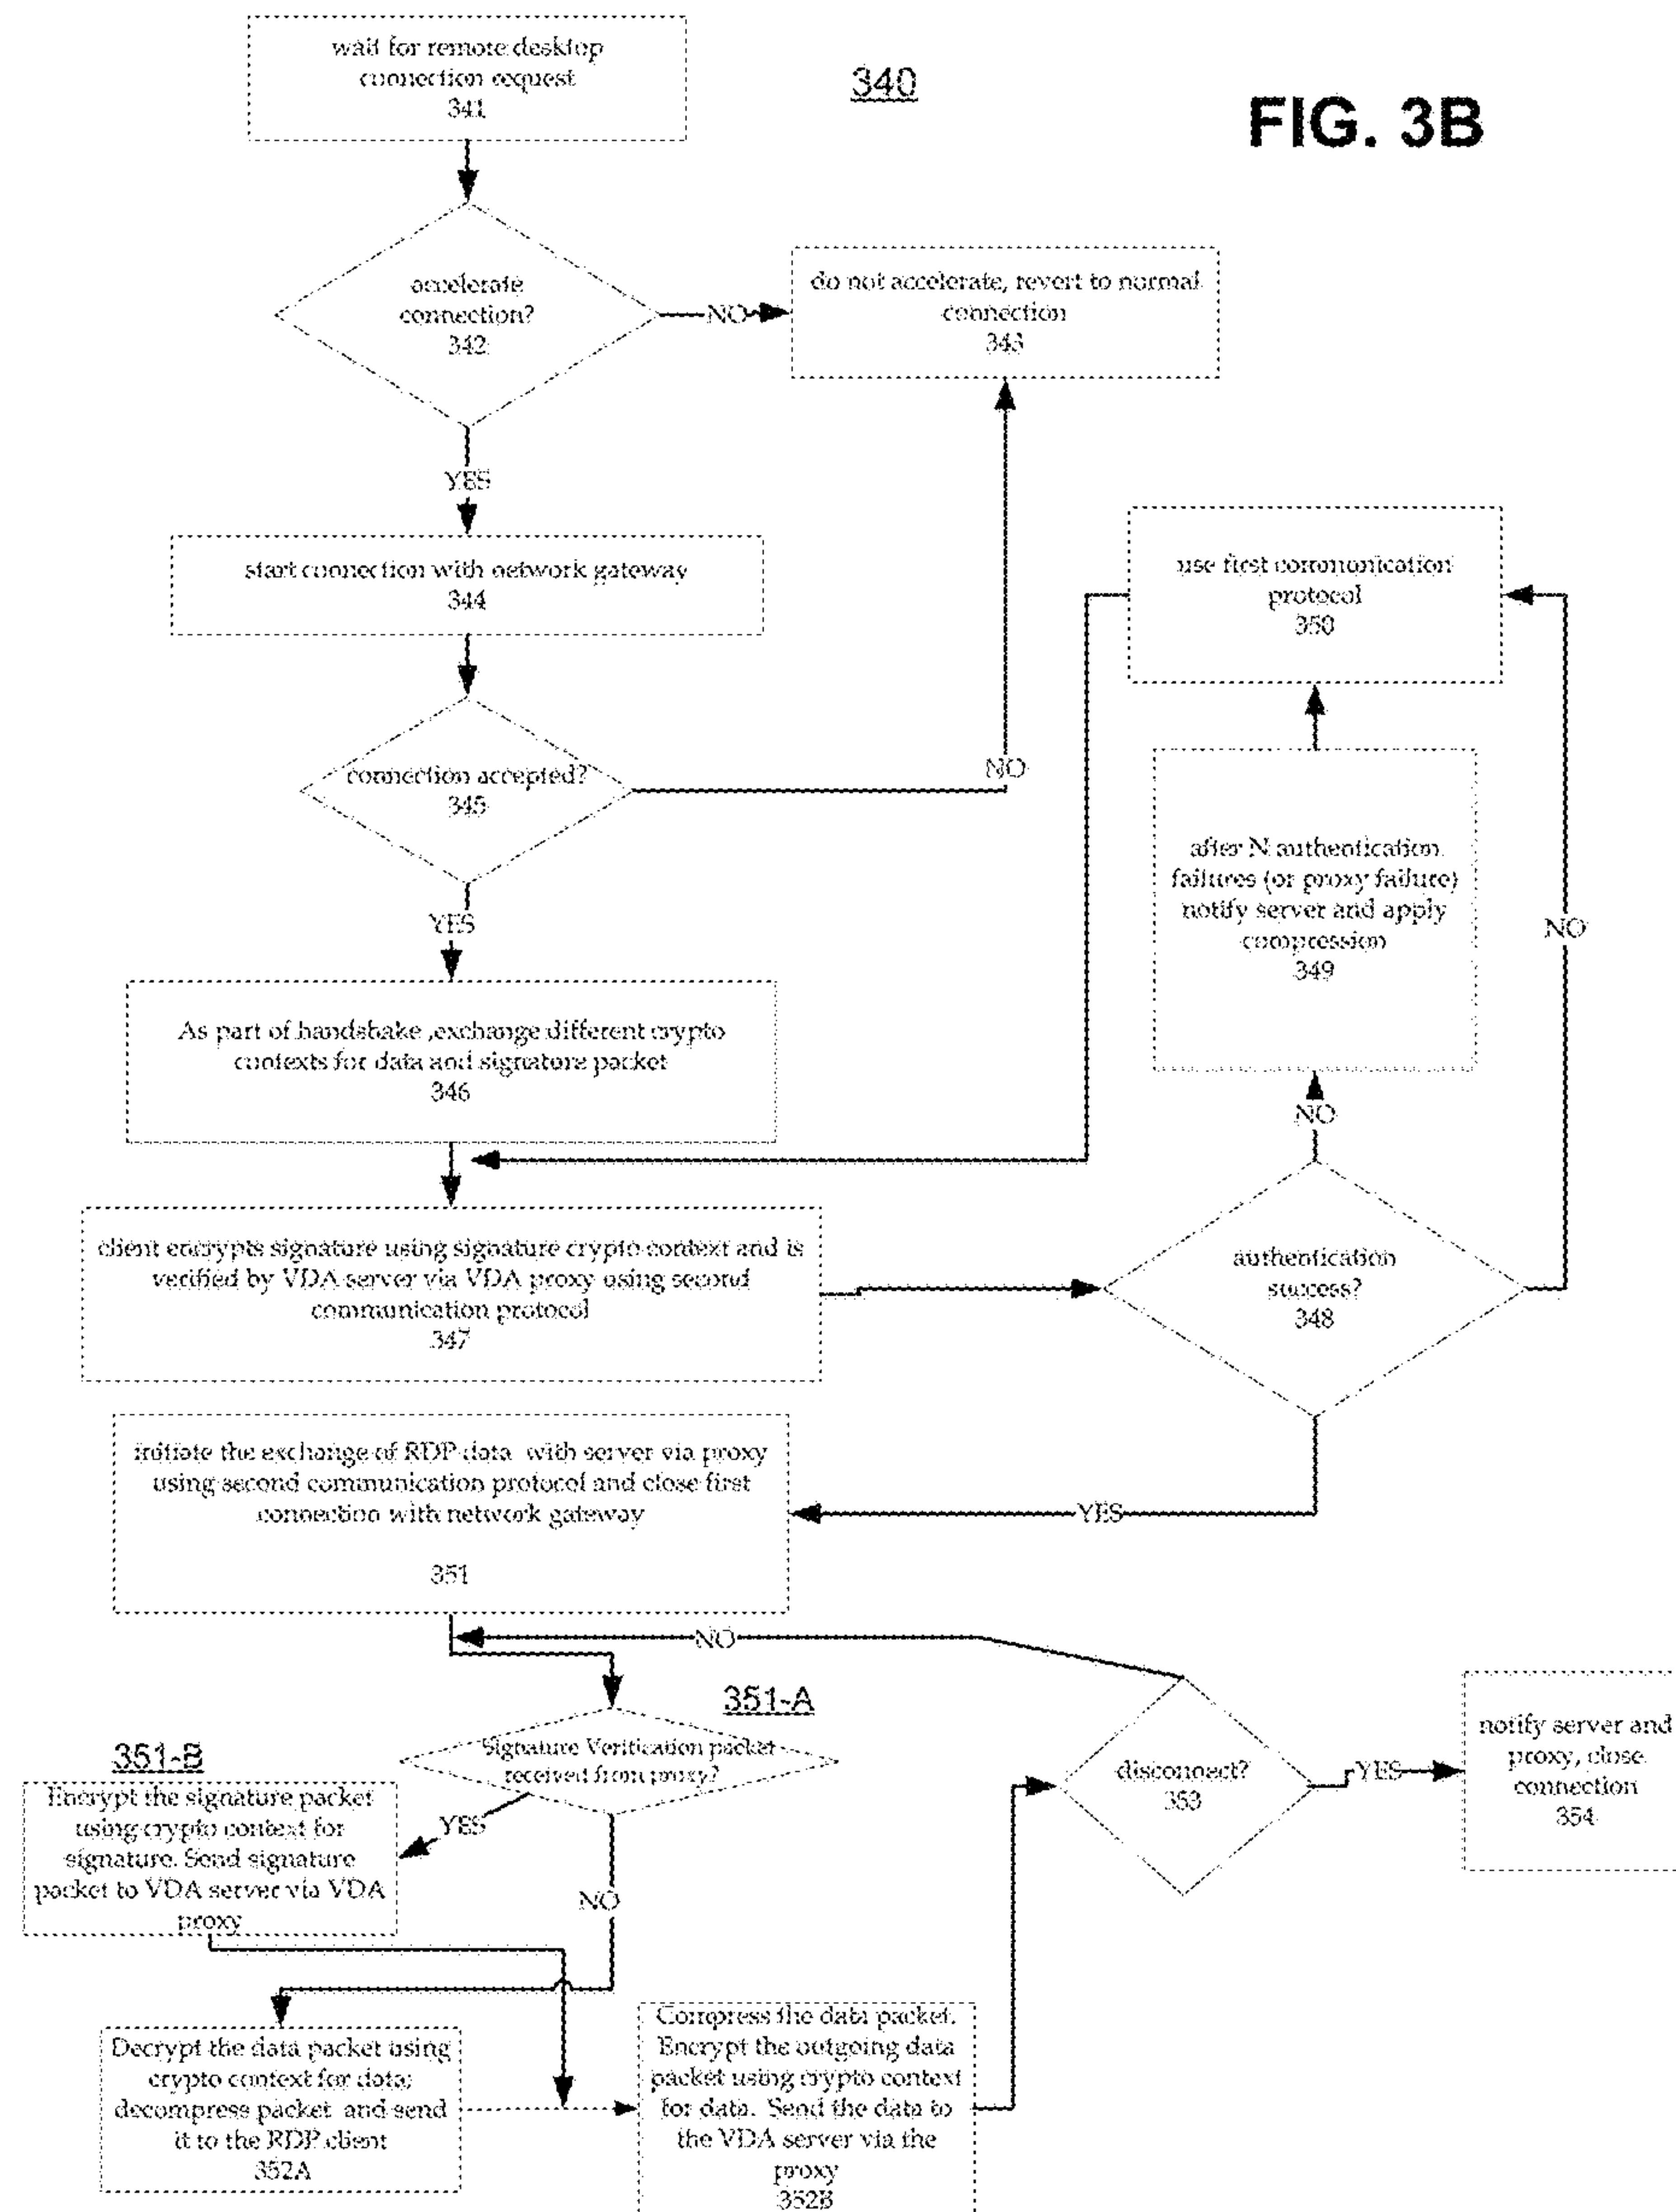 340
FIG. 3B
wait for remote desktop
connection request
341
accelerate
connection?
342
NO
do not accelerate, revert to normal
connection
343
YES
start connection with network gateway
344
use first communication
protocol
350
connection accepted?
345
NO
YES
after N authentication
failures (or proxy failure)
notify server and apply
compression
349
NO
As part of handshake ,exchange different crypto
contexts for data and signature packet
346
NO
client encrypts signature using signature crypto context and is
verified by VDA server via VDA proxy using second
communication protocol
347
authentication
success?
348
initiate the exchange of RDP data with server via proxy
using second communication protocol and close first
connection with network gateway
351
YES
NO
351-A
Signature Verification packet
received from proxy?
351-B
Encrypt the signature packet
using crypto context for
signature. Send signature
packet to VDA server via VDA
proxy
YES
NO
disconnect?
353
YES
notify server and
proxy, close
connection
354
Decrypt the data packet using
crypto context for data;
decompress packet and send
it to the RDP client
352A
Compress the data packet.
Encrypt the outgoing data
packet using crypto context
for data. Send the data to
the VDA server via the
proxy
352B